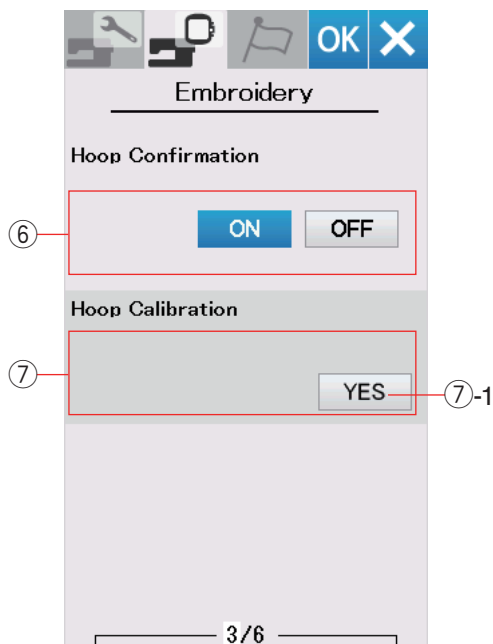 OK
Embroidery
Hoop Confirmation
⑥
ON OFF
Hoop Calibration
⑦
YES ⑦-1
3/6